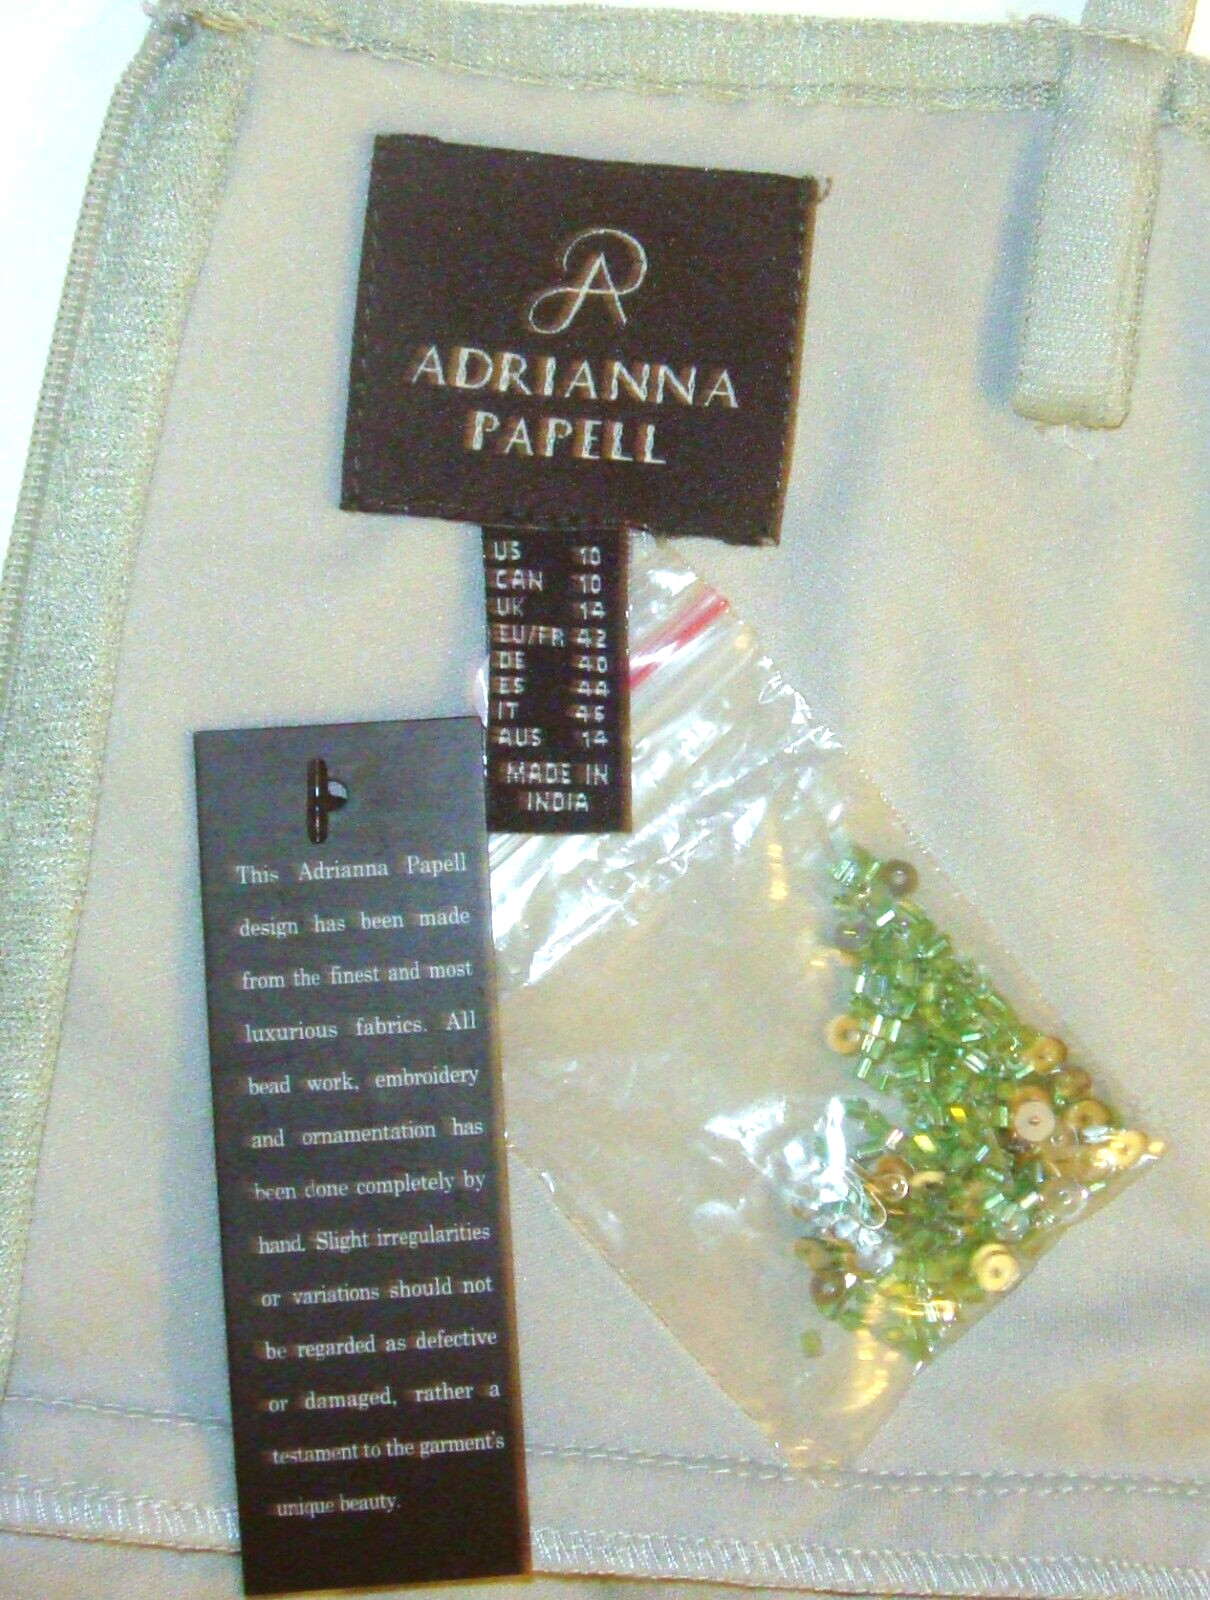 ADRIANNA
PAPELL
US 10
CAN 10
UK 14
EU/FR 42
DE 40
ES 44
IT 46
AUS 14
MADE IN
INDIA
This Adrianna Papell
design has been made
from the finest and most
luxurious fabrics. All
bead work, embroidery
and ornamentation has
been done completely by
hand. Slight irregularities
or variations should not
be regarded as defective
or damaged, rather a
testament to the garment's
unique beauty.